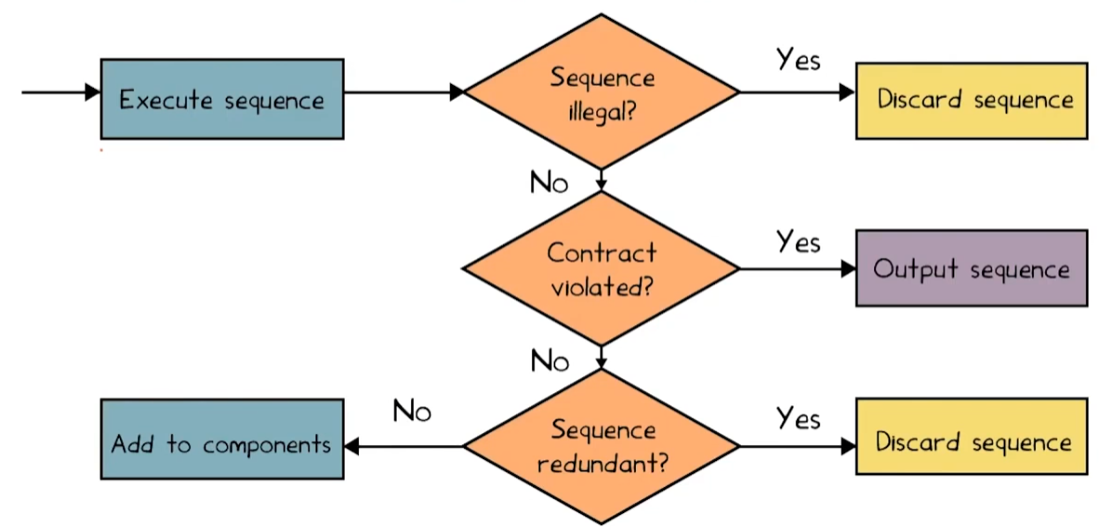 Execute sequence
Sequence
illegal?
Yes
Discard sequence
No
Contract
violated?
Yes
Output sequence
No
Add to components
No
Sequence
redundant?
Yes
Discard sequence